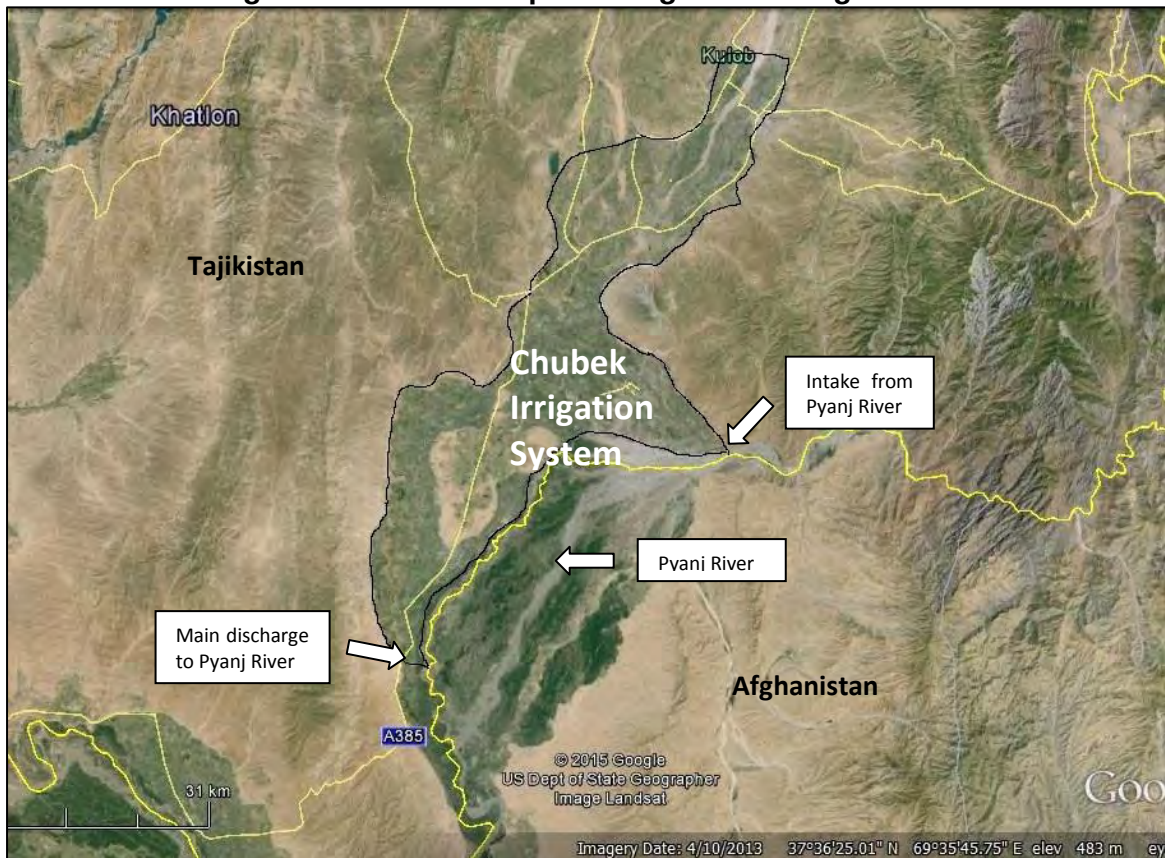 Kulob
Khatlon
Tajikistan
Chubek
Irrigation
System
Intake from
Pyanj River
Pyanj River
Main discharge
to Pyanj River
Afghanistan
A385
© 2015 Google
US Dept of State Geographer
Image Landsat
31 km
Goo
Imagery Date: 4/10/2013 37°36'25.01" N 69°35'45.75" E elev 483 m ey